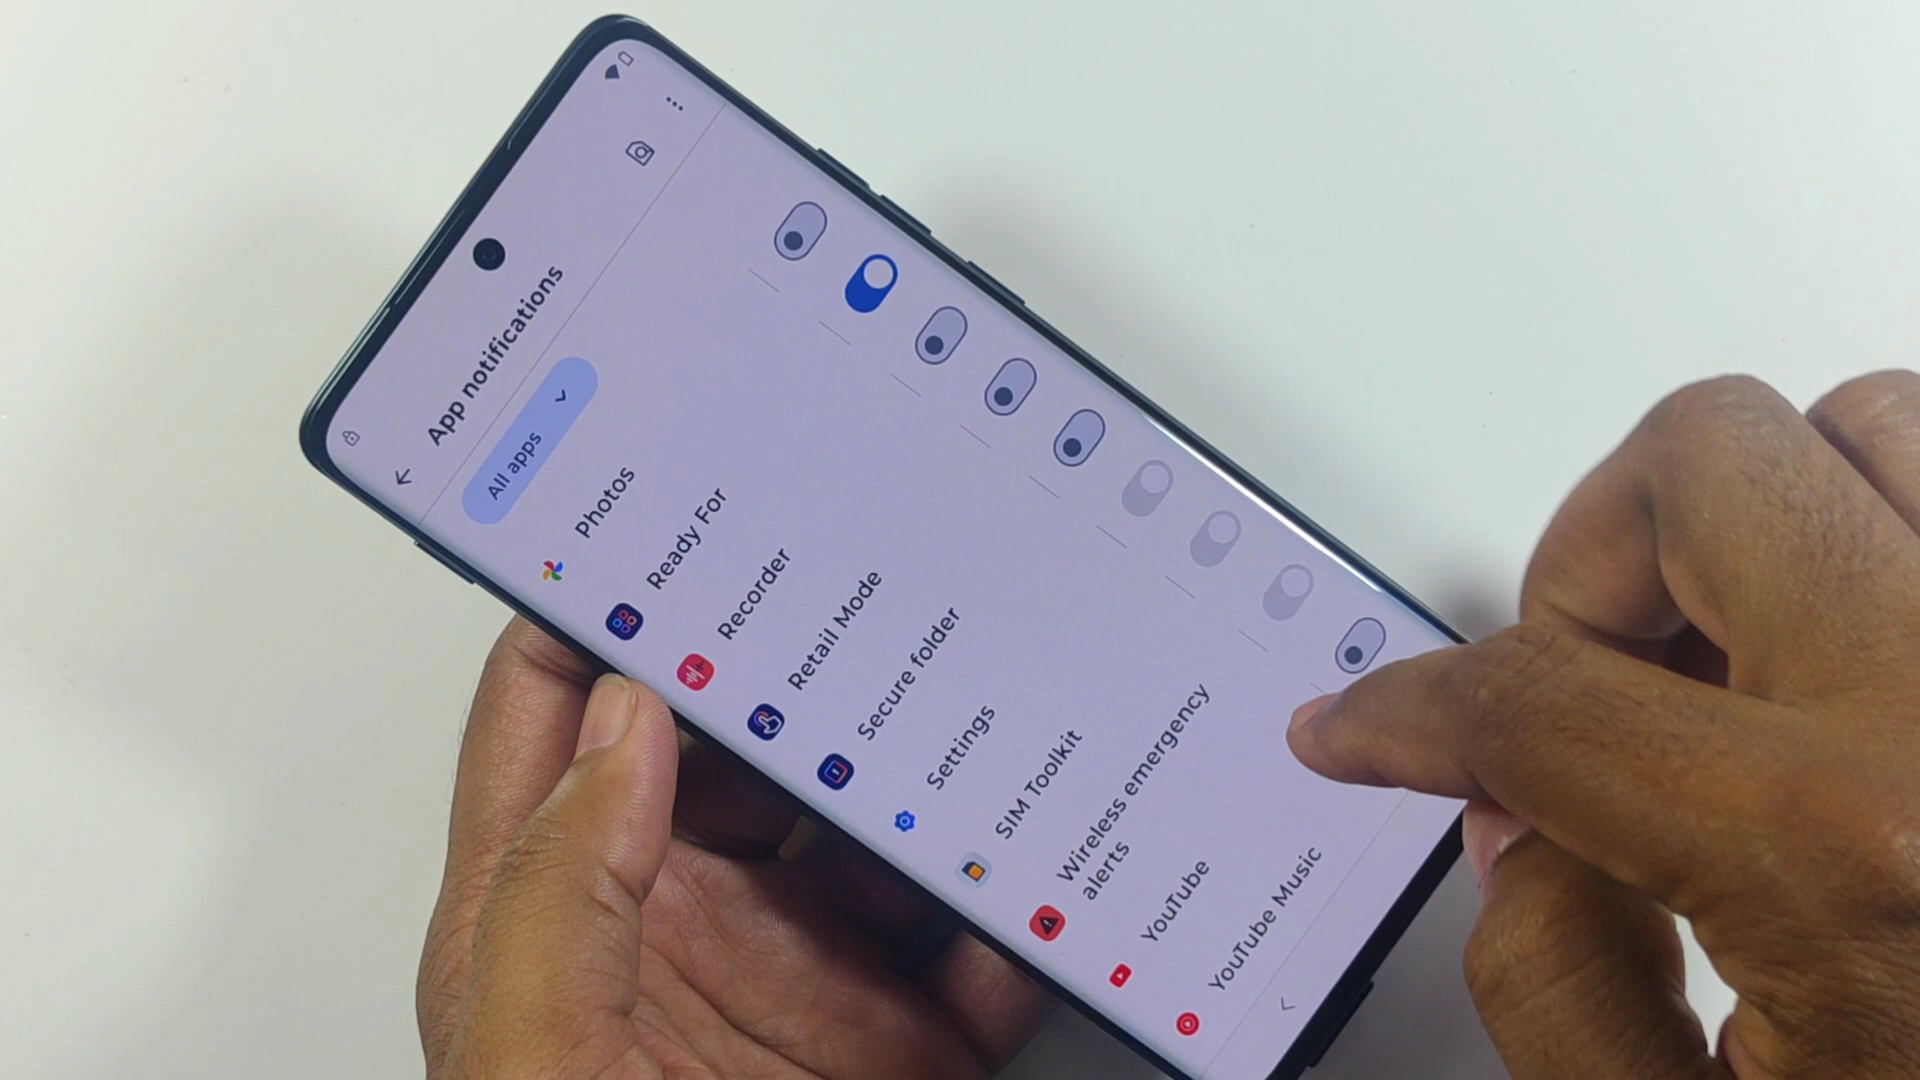 App notifications
All apps
Photos
Ready For
Recorder
Retail Mode
Secure folder
Settings
SIM Toolkit
Wireless emergency
alerts
YouTube
YouTube Music